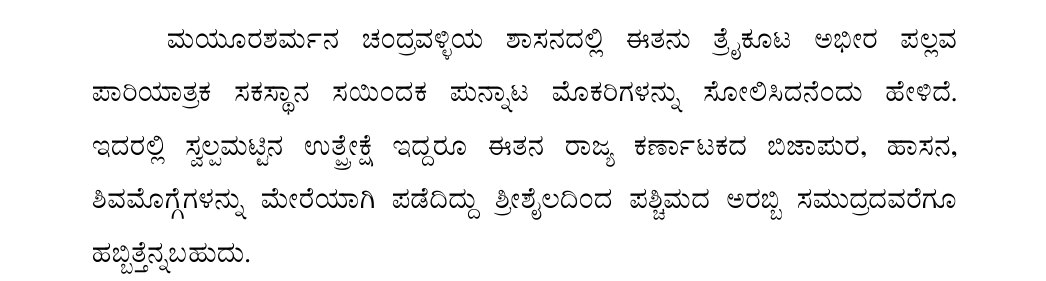 ಮಯೂರಶರ್ಮನ ಚಂದ್ರವಳ್ಳಿಯ ಶಾಸನದಲ್ಲಿ ಈತನು ತ್ರೈಕೂಟ ಅಭೀರ ಪಲ್ಲವ
ಪಾರಿಯಾತ್ರಕ ಸಕಸ್ಥಾನ ಸಯಿಂದಕ ಪುನ್ನಾಟ ಮೊಕರಿಗಳನ್ನು ಸೋಲಿಸಿದನೆಂದು ಹೇಳಿದೆ.
ಇದರಲ್ಲಿ ಸ್ವಲ್ಪಮಟ್ಟಿನ ಉತ್ಪ್ರೇಕ್ಷೆ ಇದ್ದರೂ ಈತನ ರಾಜ್ಯ ಕರ್ಣಾಟಕದ ಬಿಜಾಪುರ, ಹಾಸನ,
ಶಿವಮೊಗ್ಗೆಗಳನ್ನು ಮೇರೆಯಾಗಿ ಪಡೆದಿದ್ದು ಶ್ರೀಶೈಲದಿಂದ ಪಶ್ಚಿಮದ ಅರಬ್ಬಿ ಸಮುದ್ರದವರೆಗೂ
ಹಬ್ಬಿತ್ತೆನ್ನಬಹುದು.